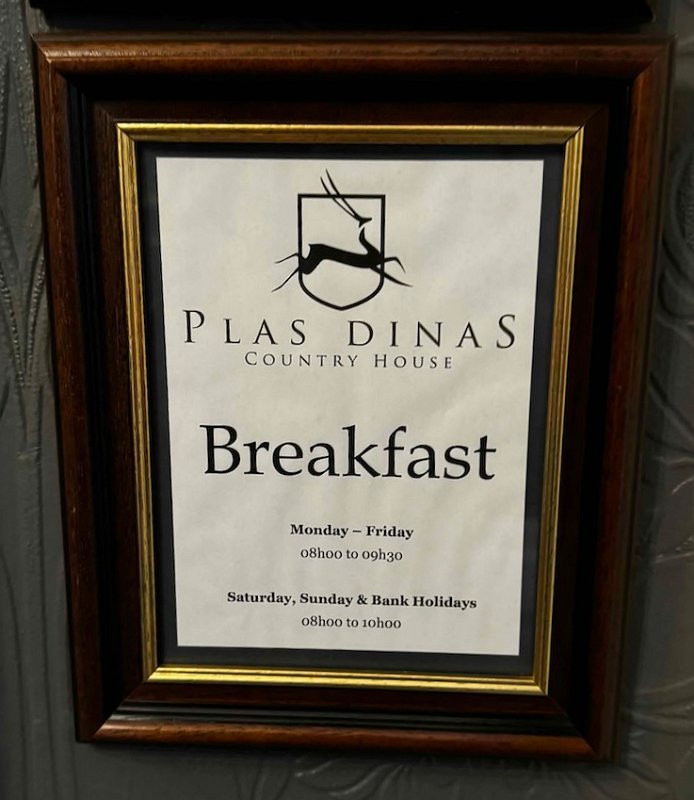 PLAS DINAS
COUNTRY HOUSE
Breakfast
Monday – Friday
08h00 to 09h30
Saturday, Sunday & Bank Holidays
08h00 to 10h00